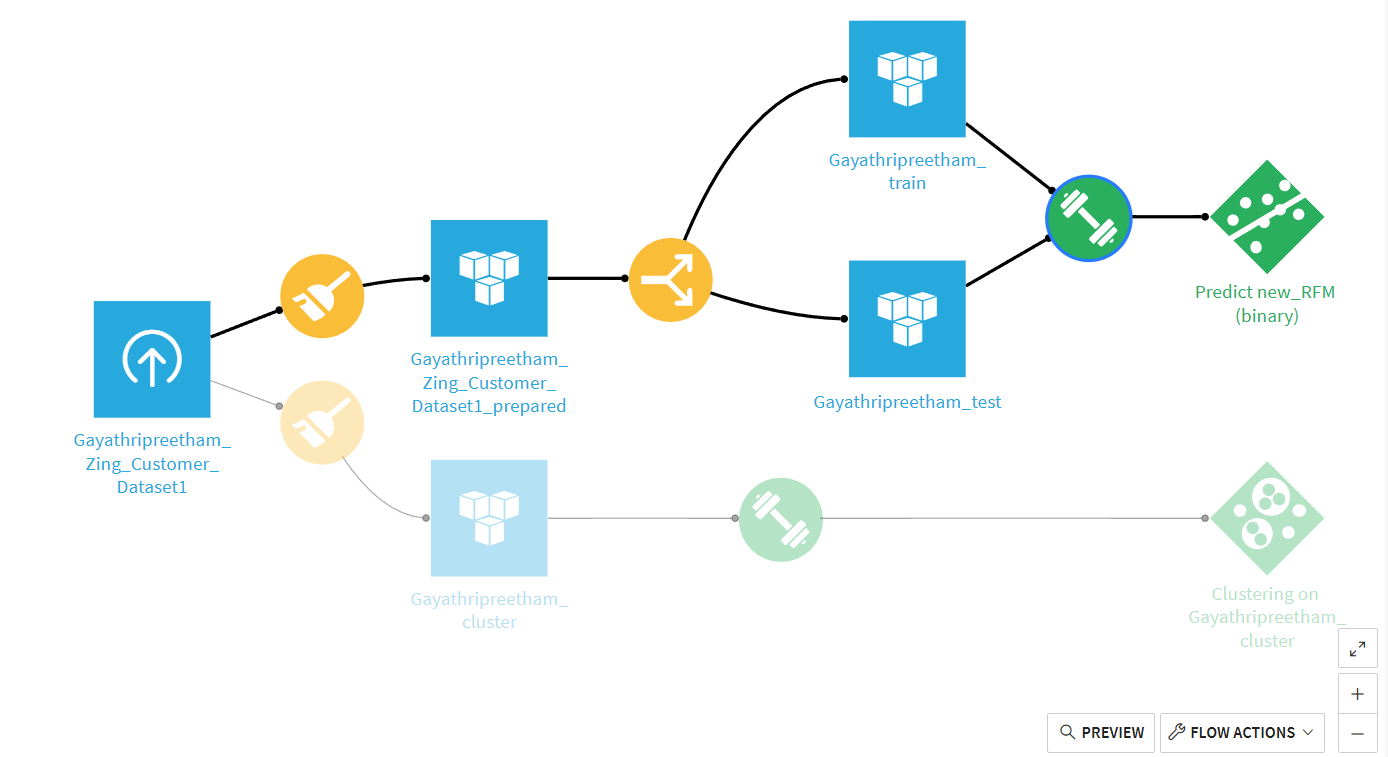 Gayathripreetham_
train
Predict new_RFM
(binary)
Gayathripreetham_
Zing_Customer_
Dataset1_prepared
Gayathripreetham_test
Gayathripreetham_
Zing_Customer_
Dataset1
Gayathripreetham_
cluster
Clustering on
Gayathripreetham_
cluster
PREVIEW
FLOW ACTIONS